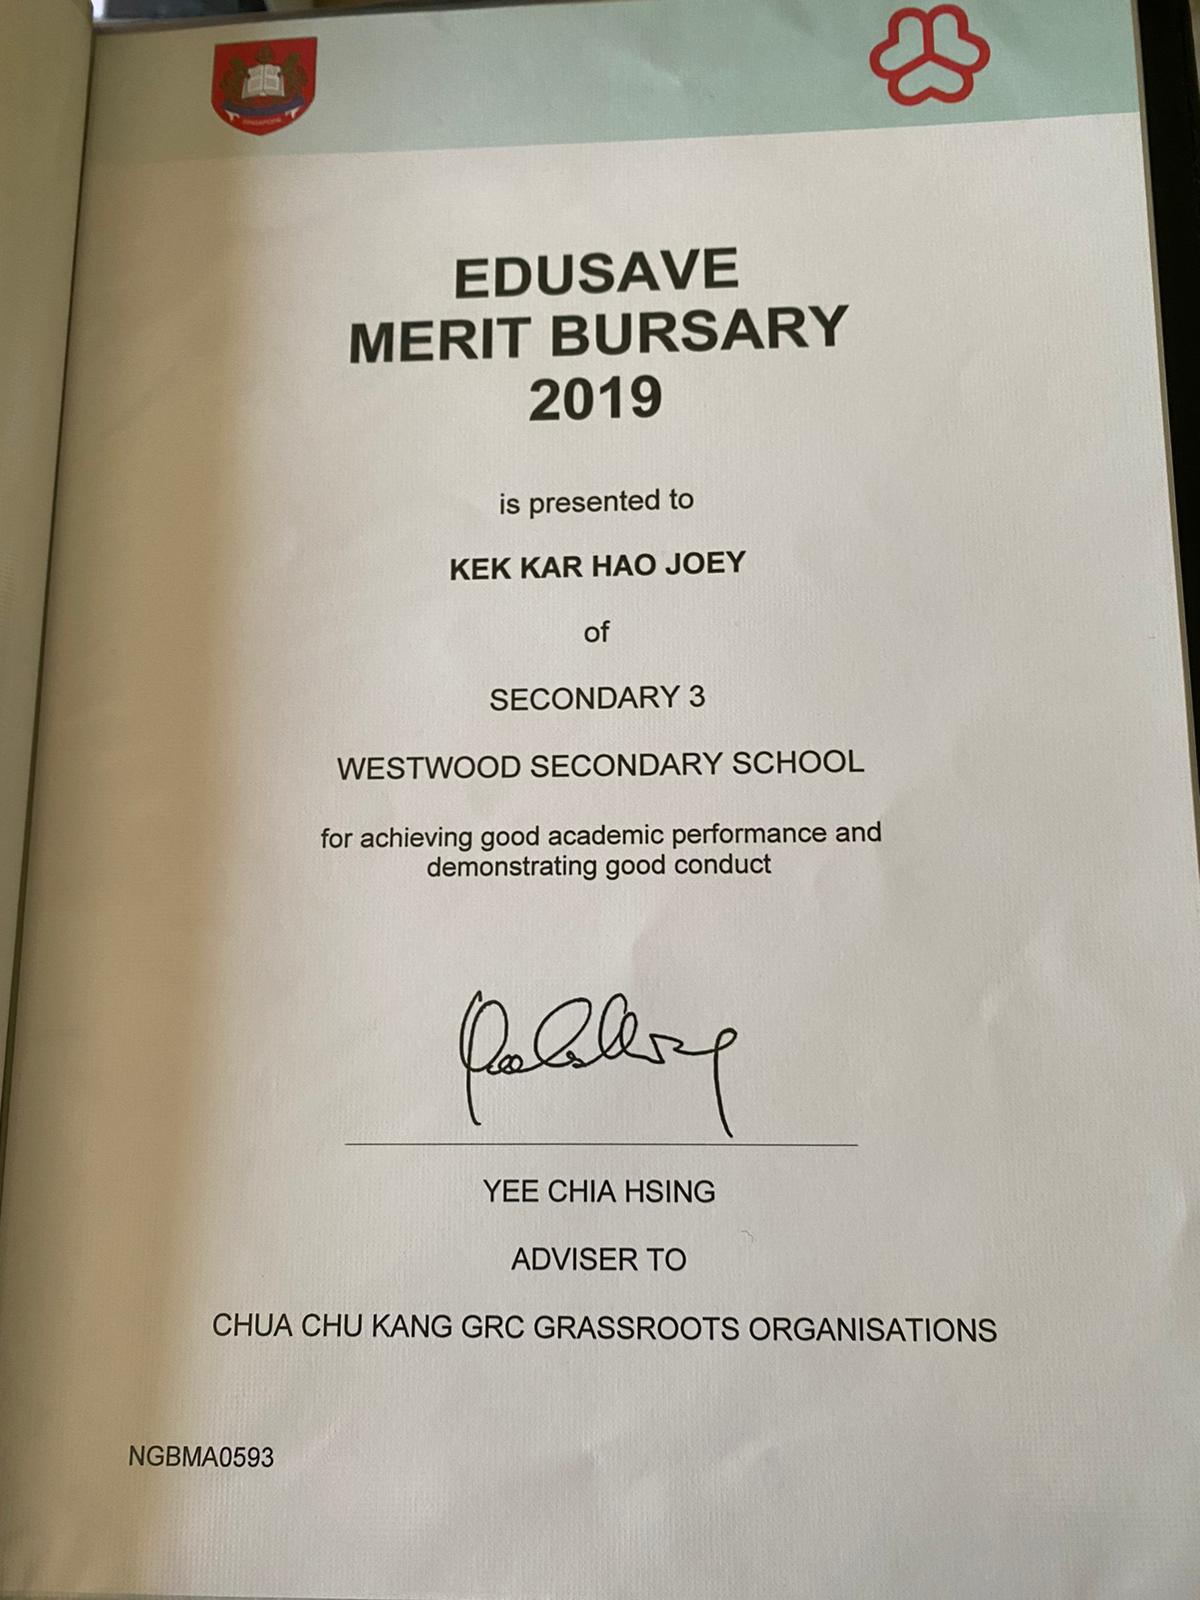 SINGAPORE
EDUSAVE
MERIT BURSARY
2019
is presented to
KEK KAR HAO JOEY
of
SECONDARY 3
WESTWOOD SECONDARY SCHOOL
for achieving good academic performance and
demonstrating good conduct
YEE CHIA HSING
ADVISER TO
CHUA CHU KANG GRC GRASSROOTS ORGANISATIONS
NGBMA0593